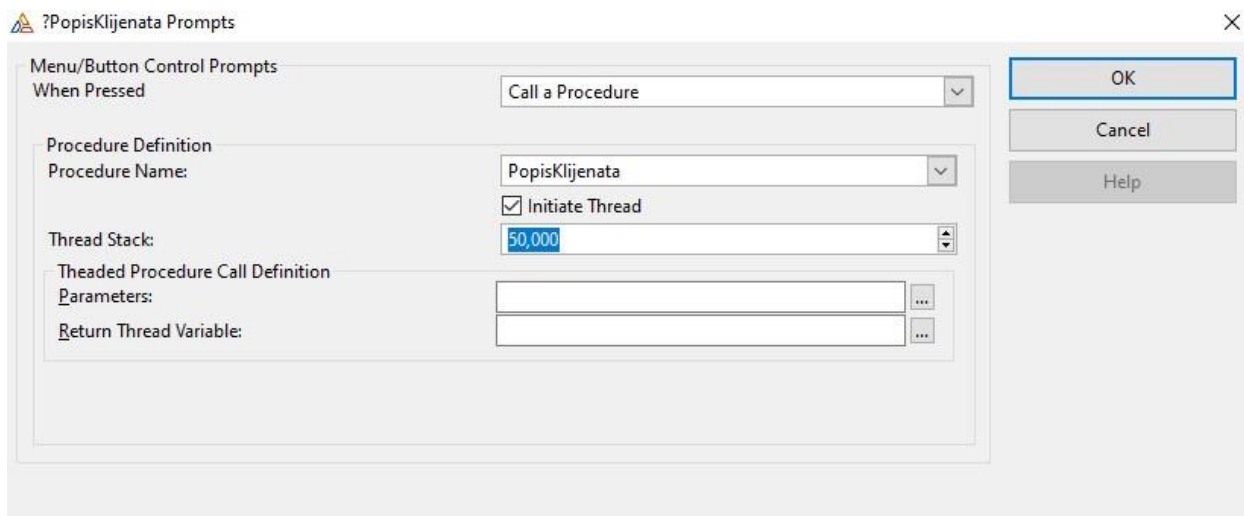 ?PopisKlijenata Prompts
Menu/Button Control Prompts
When Pressed
Call a Procedure
OK
Cancel
Help
Procedure Definition
Procedure Name:
PopisKlijenata
Initiate Thread
Thread Stack:
50,000
Theaded Procedure Call Definition
Parameters:
...
Return Thread Variable:
...